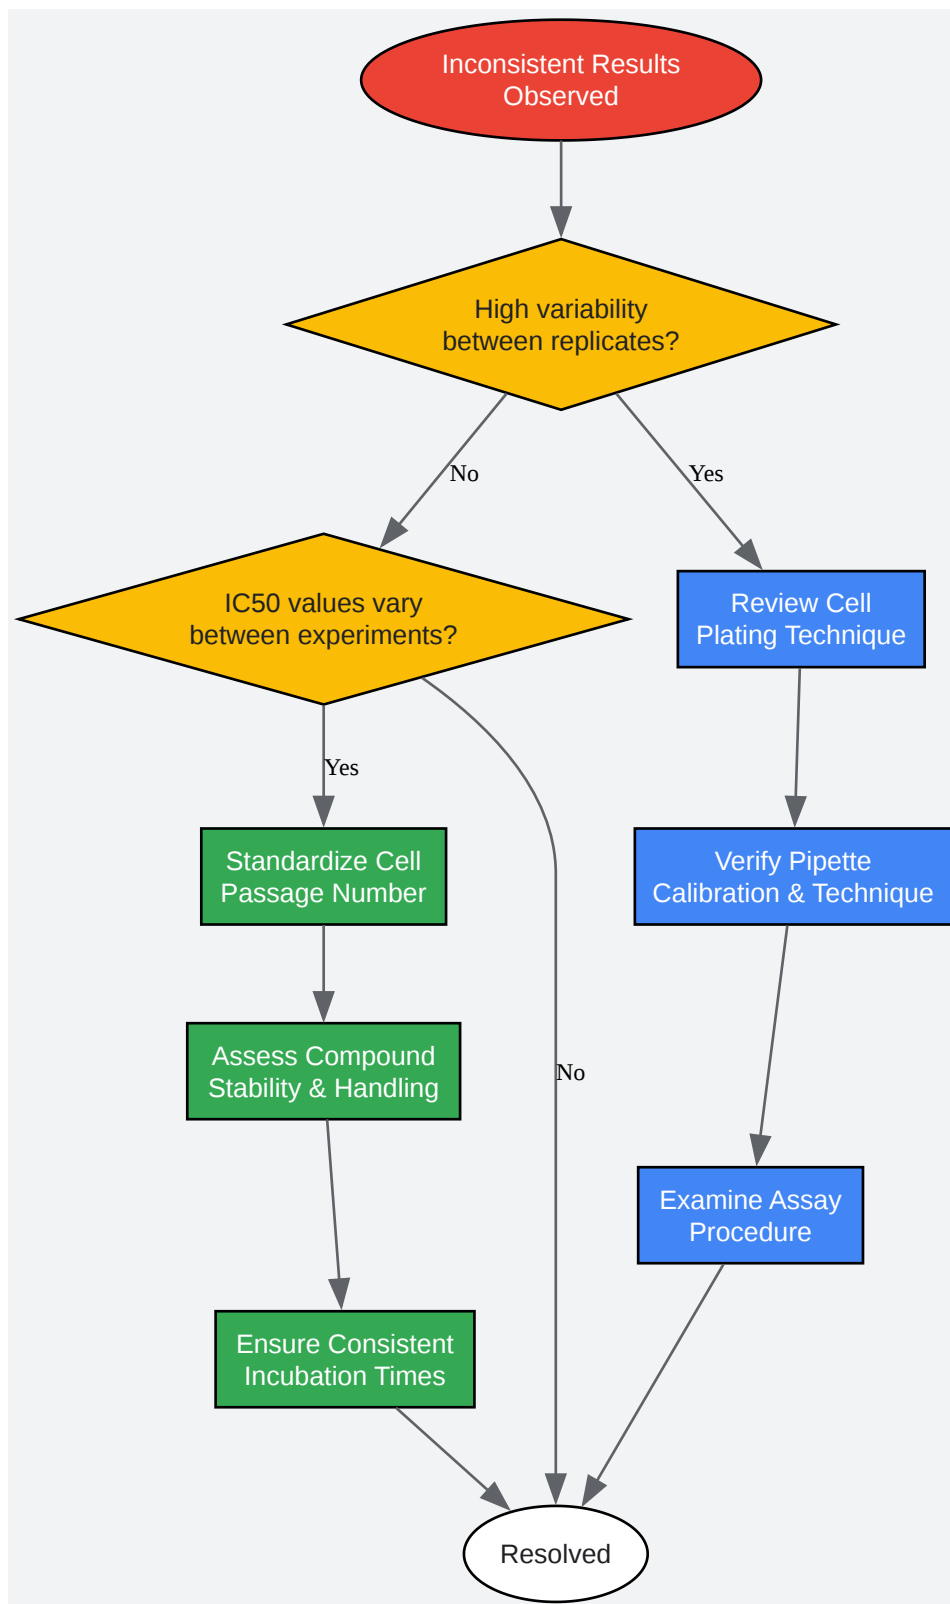 Inconsistent Results
Observed
High variability
between replicates?
No
Yes
IC50 values vary
between experiments?
Review Cell
Plating Technique
Yes
Standardize Cell
Passage Number
Verify Pipette
Calibration & Technique
Assess Compound
Stability & Handling
No
Examine Assay
Procedure
Ensure Consistent
Incubation Times
Resolved